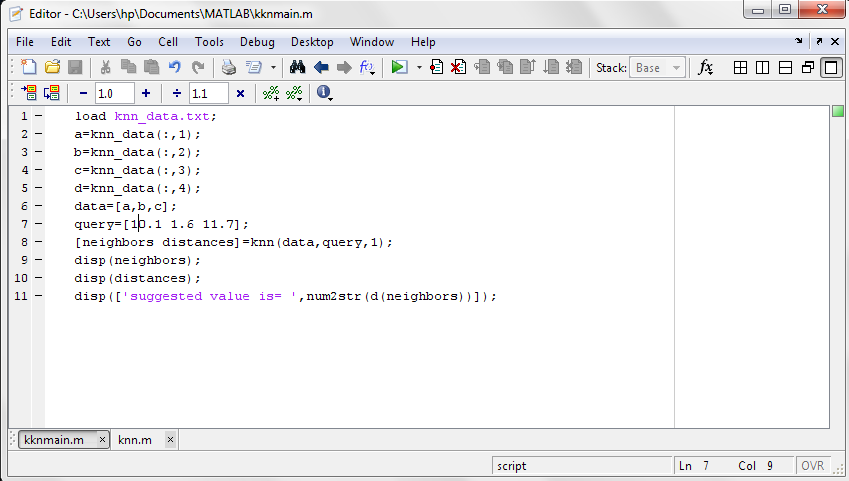 Editor - C:\Users\hp\Documents\MATLAB\kknmain.m
File Edit Text Go Cell Tools Debug Desktop Window Help
Stack: Base fx
1.0 1.1
1 load knn_data.txt;
2 a=knn_data(:,1);
3 b=knn_data(:,2);
4 c=knn_data(:,3);
5 d=knn_data(:,4);
6 data=[a,b,c];
7 query=[10.1 1.6 11.7];
8 [neighbors distances]=knn(data,query,1);
9 disp(neighbors);
10 disp(distances);
11 disp(['suggested value is= ',num2str(d(neighbors))]);
kknmain.m knn.m
script Ln 7 Col 9 OVR